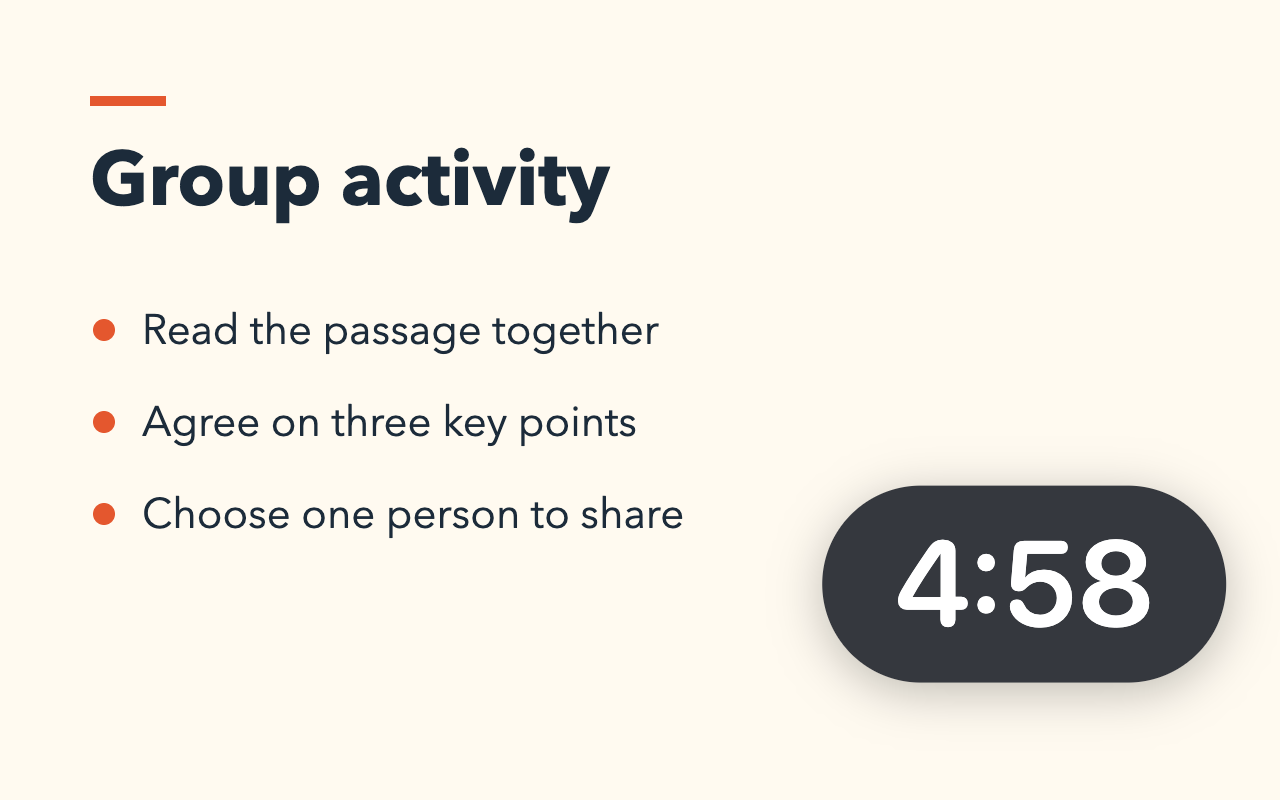 Group activity
Read the passage together
Agree on three key points
Choose one person to share
4:58